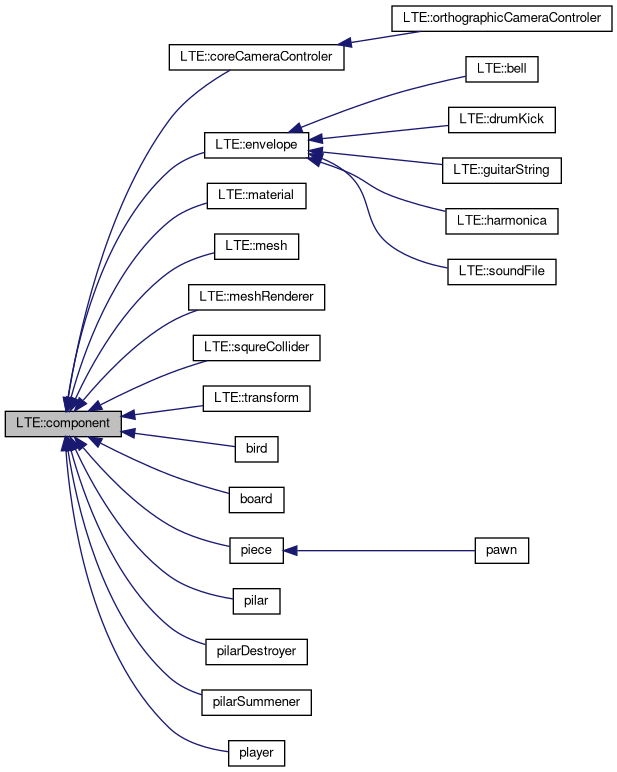 LTE::orthographicCameraControler
LTE::coreCameraControler
LTE::bell
LTE::drumKick
LTE::envelope
LTE::guitarString
LTE::material
LTE::harmonica
LTE::mesh
LTE::soundFile
LTE::meshRenderer
LTE::squreCollider
LTE::transform
LTE::component
bird
board
piece
pawn
pilar
pilarDestroyer
pilarSummener
player